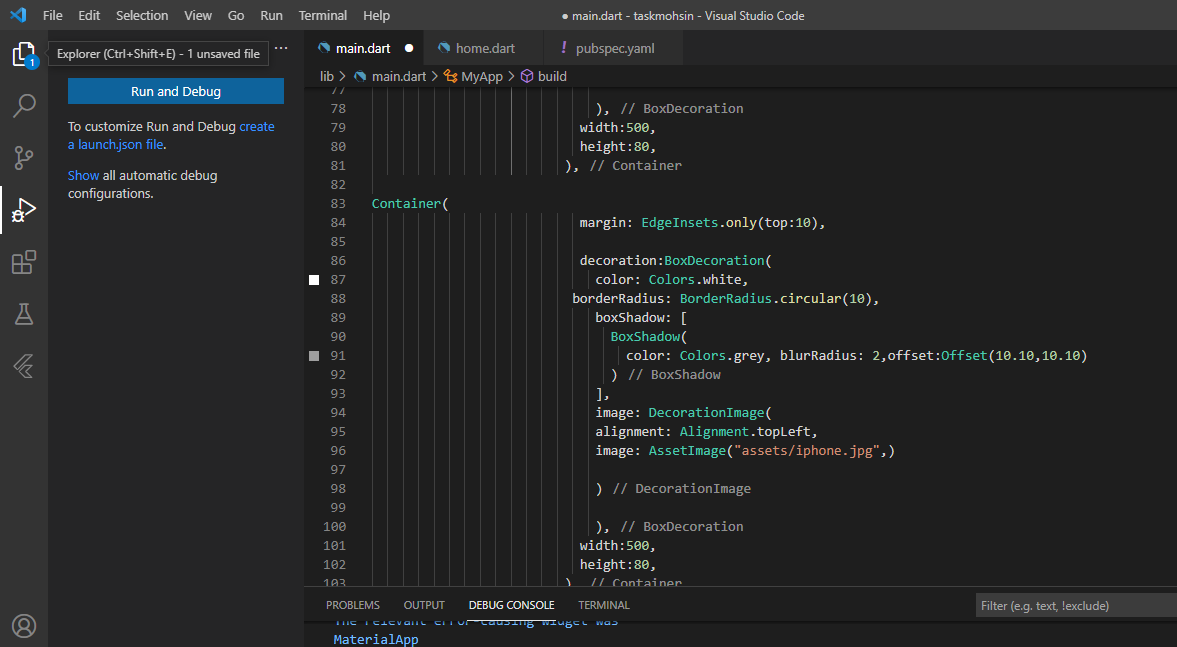 File Edit Selection View Go Run Terminal Help
● main.dart - taskmohsin - Visual Studio Code
Explorer (Ctrl+Shift+E) - 1 unsaved file
...
1
main.dart ●
home.dart
! pubspec.yaml
lib > main.dart > MyApp > build
Run and Debug
To customize Run and Debug create
a launch.json file.
Show all automatic debug
configurations.
77
78 ), // BoxDecoration
79 width:500,
80 height:80,
81 ), // Container
82
83 Container(
84 margin: EdgeInsets.only(top:10),
85
86 decoration:BoxDecoration(
87 color: Colors.white,
88 borderRadius: BorderRadius.circular(10),
89 boxShadow: [
90 BoxShadow(
91 color: Colors.grey, blurRadius: 2,offset:Offset(10.10,10.10)
92 ) // BoxShadow
93 ],
94 image: DecorationImage(
95 alignment: Alignment.topLeft,
96 image: AssetImage("assets/iphone.jpg",)
97
98 ) // DecorationImage
99
100 ), // BoxDecoration
101 width:500,
102 height:80,
103 ), // Container
PROBLEMS OUTPUT DEBUG CONSOLE TERMINAL
Filter (e.g. text, !exclude)
The relevant error-causing widget was
MaterialApp